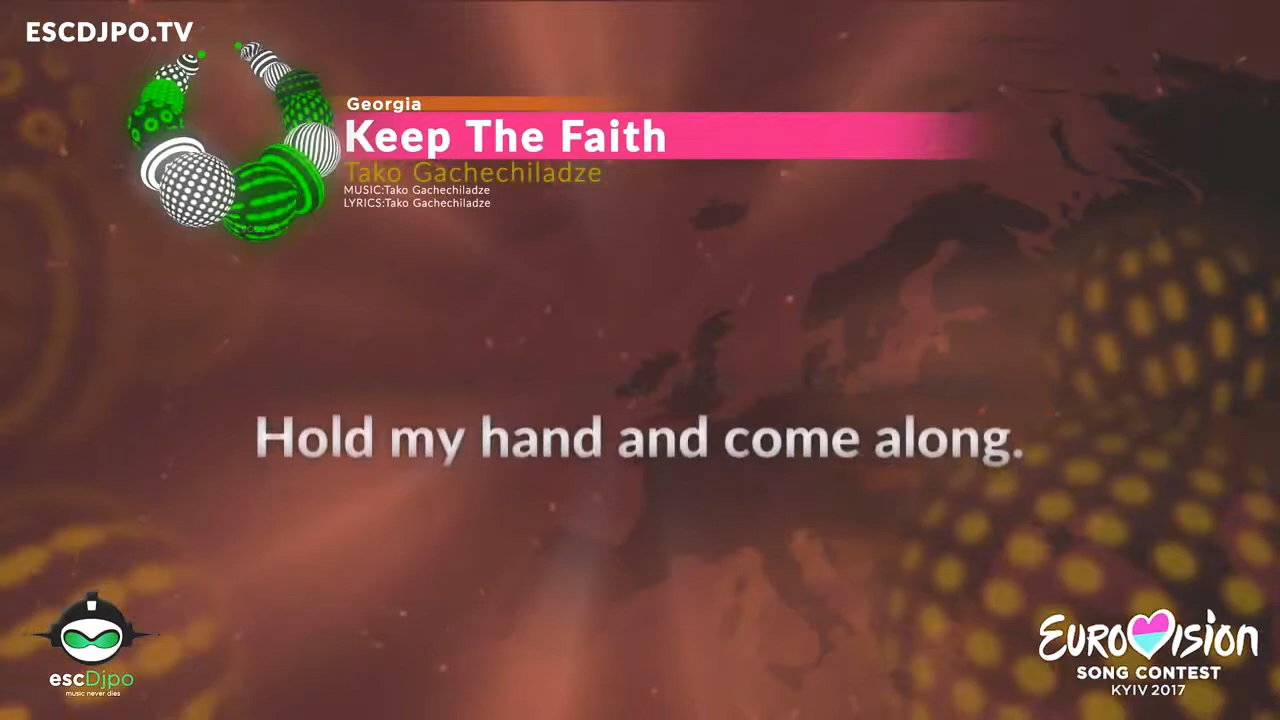 ESCDJPO.TV
Georgia
Keep The Faith
Tako Gachechiladze
MUSIC:Tako Gachechiladze
LYRICS:Tako Gachechiladze
Hold my hand and come along.
escDjpo
music never dies
EUROVISION
SONG CONTEST
KYIV 2017